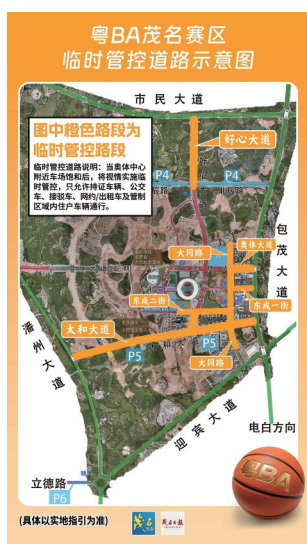 粤BA茂名赛区
临时管控道路示意图
市民大道
图中橙色路段为
临时管控路段
临时管控道路说明：当奥体中心
附近车场饱和后，将视情实施临
时管控，只允许持证车辆、公交
车、接驳车、网约/出租车及管制
区域内住户车辆通行。
好心大道
P4
P4
大同路
奥体大道
包茂大道
东成二街
东成一街
太和大道
P5
P5
大同路
潘州大道
迎宾大道
电白方向
立德路
P6
粤BA
(具体以实地指引为准)
茂名日报